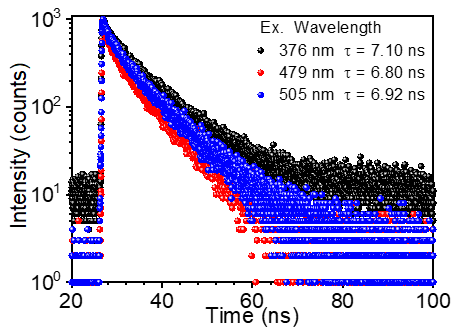 Ex. Wavelength
376 nm τ = 7.10 ns
479 nm τ = 6.80 ns
505 nm τ = 6.92 ns
Intensity (counts)
10³
10²
10¹
10⁰
20 40 60 80 100
Time (ns)